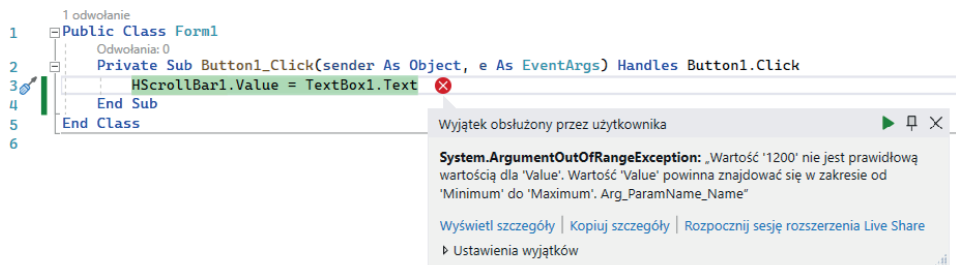 1 odwołanie
1 Public Class Form1
Odwołania: 0
2 Private Sub Button1_Click(sender As Object, e As EventArgs) Handles Button1.Click
3 HScrollBar1.Value = TextBox1.Text
4 End Sub
5 End Class
6
Wyjątek obsłużony przez użytkownika
System.ArgumentOutOfRangeException: „Wartość '1200' nie jest prawidłową
wartością dla 'Value'. Wartość 'Value' powinna znajdować się w zakresie od
'Minimum' do 'Maximum'. Arg_ParamName_Name”
Wyświetl szczegóły | Kopiuj szczegóły | Rozpocznij sesję rozszerzenia Live Share
Ustawienia wyjątków